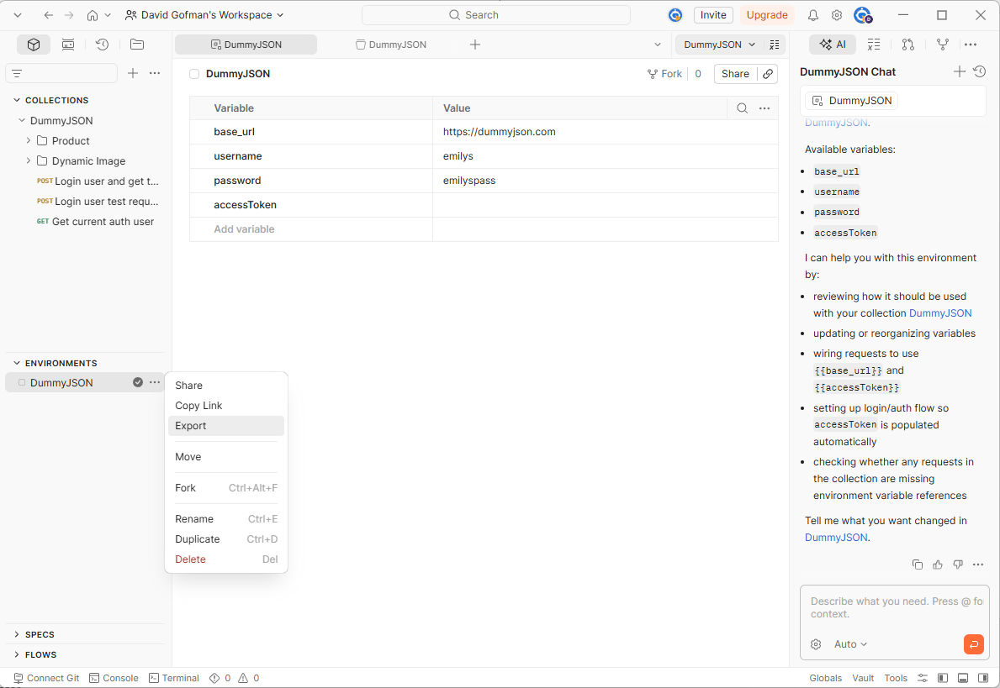 David Gofman's Workspace
Search
Invite
Upgrade
DummyJSON
DummyJSON
DummyJSON
AI
COLLECTIONS
DummyJSON
Product
Dynamic Image
POST Login user and get t...
POST Login user test requ...
GET Get current auth user
ENVIRONMENTS
DummyJSON
SPECS
FLOWS
DummyJSON
Fork
0
Share
Variable Value
base_url https://dummyjson.com
username emilys
password emilyspass
accessToken
Add variable
Share
Copy Link
Export
Move
Fork Ctrl+Alt+F
Rename Ctrl+E
Duplicate Ctrl+D
Delete Del
DummyJSON Chat
DummyJSON
DummyJSON.
Available variables:
• base_url
• username
• password
• accessToken
I can help you with this environment
by:
• reviewing how it should be used
with your collection DummyJSON
• updating or reorganizing variables
• wiring requests to use
{{base_url}} and
{{accessToken}}
• setting up login/auth flow so
accessToken is populated
automatically
• checking whether any requests in
the collection are missing
environment variable references
Tell me what you want changed in
DummyJSON.
Describe what you need. Press @ fo
context.
Auto
Connect Git
Console
Terminal
0
0
Globals
Vault
Tools